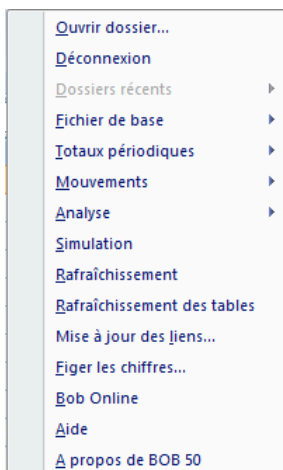 Ouvrir dossier...
Déconnexion
Dossiers récents
Fichier de base
Totaux périodiques
Mouvements
Analyse
Simulation
Rafraîchissement
Rafraîchissement des tables
Mise à jour des liens...
Figer les chiffres...
Bob Online
Aide
A propos de BOB 50